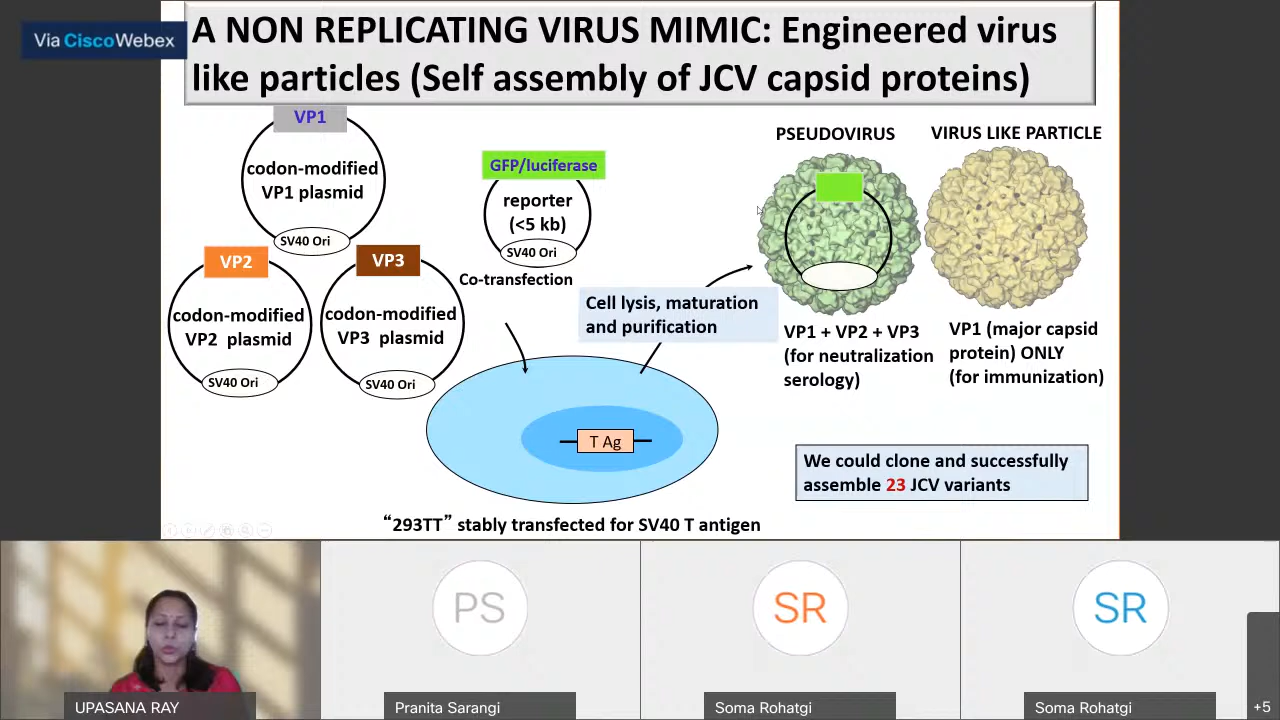 Via Cisco Webex
A NON REPLICATING VIRUS MIMIC: Engineered virus
like particles (Self assembly of JCV capsid proteins)
VP1
codon-modified
VP1 plasmid
SV40 Ori
VP2
codon-modified
VP2 plasmid
SV40 Ori
VP3
codon-modified
VP3 plasmid
SV40 Ori
GFP/luciferase
reporter
(<5 kb)
SV40 Ori
Co-transfection
Cell lysis, maturation
and purification
T Ag
“293TT” stably transfected for SV40 T antigen
PSEUDOVIRUS
VP1 + VP2 + VP3
(for neutralization
serology)
VIRUS LIKE PARTICLE
VP1 (major capsid
protein) ONLY
(for immunization)
We could clone and successfully
assemble 23 JCV variants
UPASANA RAY
PS
Pranita Sarangi
SR
Soma Rohatgi
SR
Soma Rohatgi
+5